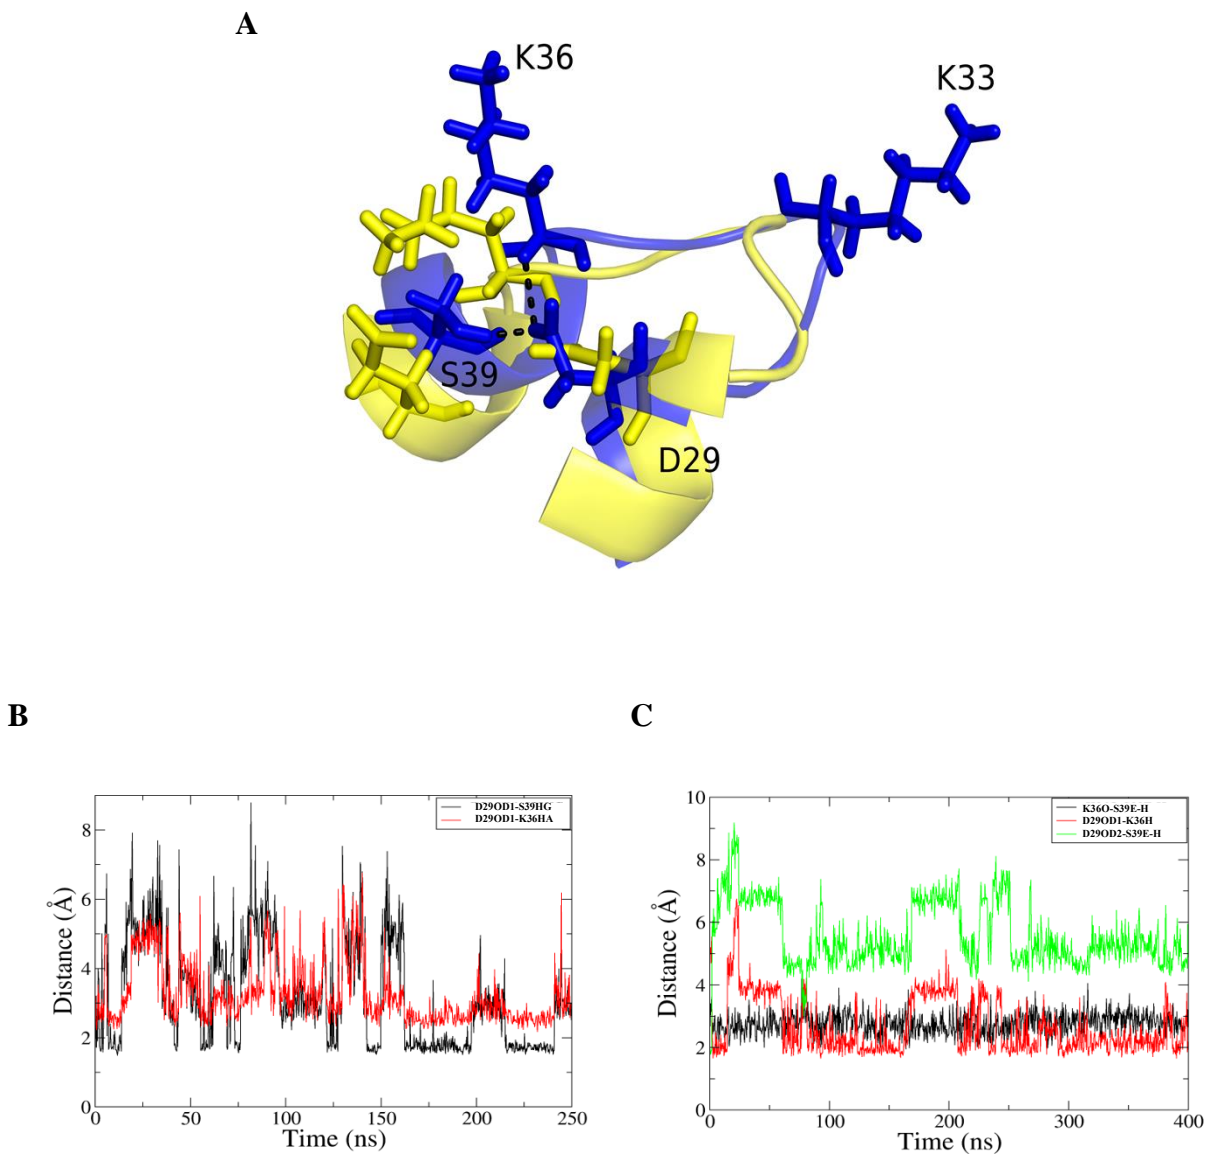 A
K36
K33
S39
D29
B
C
D29OD1-S39HG
D29OD1-K36HA
8
6
4
2
0
Distance (Å)
0 50 100 150 200 250
Time (ns)
K36O-S39E-H
D29OD1-K36H
D29OD2-S39E-H
10
8
6
4
2
0
Distance (Å)
0 100 200 300 400
Time (ns)